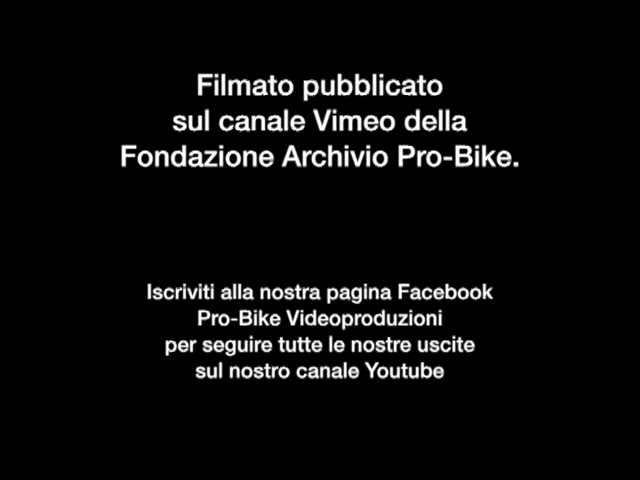 Filmato pubblicato
sul canale Vimeo della
Fondazione Archivio Pro-Bike.
Iscriviti alla nostra pagina Facebook
Pro-Bike Videoproduzioni
per seguire tutte le nostre uscite
sul nostro canale Youtube